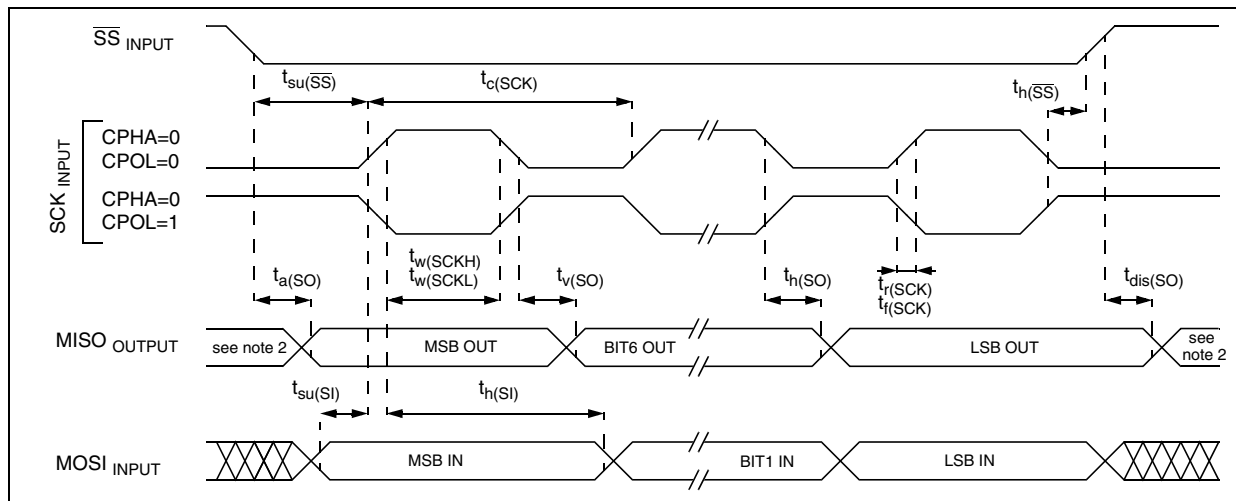 SS INPUT
tsu(SS)
tc(SCK)
th(SS)
SCK INPUT
CPHA=0
CPOL=0
CPHA=0
CPOL=1
ta(SO)
tw(SCKH)
tw(SCKL)
tv(SO)
th(SO)
tr(SCK)
tf(SCK)
tdis(SO)
MISO OUTPUT
see note 2
MSB OUT
BIT6 OUT
LSB OUT
see
note 2
tsu(SI)
th(SI)
MOSI INPUT
MSB IN
BIT1 IN
LSB IN